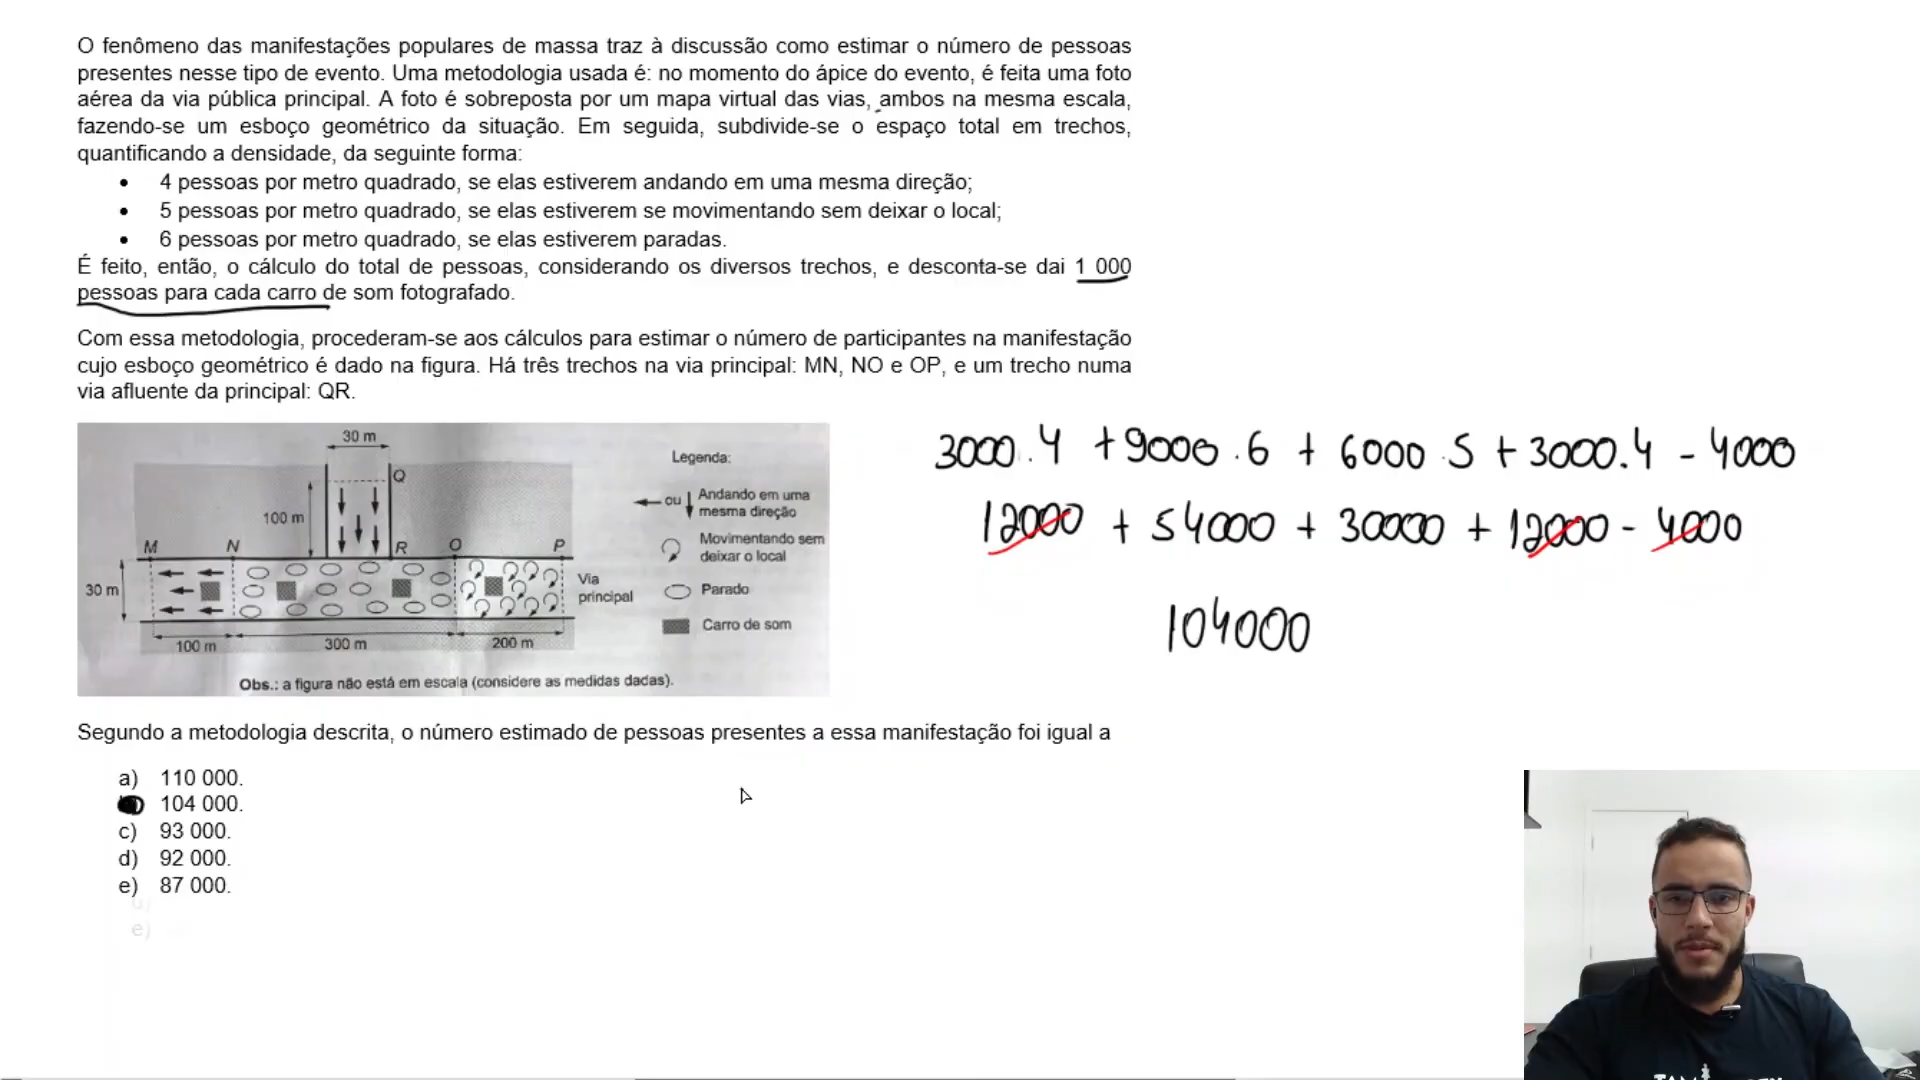 O fenômeno das manifestações populares de massa traz à discussão como estimar o número de pessoas
presentes nesse tipo de evento. Uma metodologia usada é: no momento do ápice do evento, é feita uma foto
aérea da via pública principal. A foto é sobreposta por um mapa virtual das vias, ambos na mesma escala,
fazendo-se um esboço geométrico da situação. Em seguida, subdivide-se o espaço total em trechos,
quantificando a densidade, da seguinte forma:
• 4 pessoas por metro quadrado, se elas estiverem andando em uma mesma direção;
• 5 pessoas por metro quadrado, se elas estiverem se movimentando sem deixar o local;
• 6 pessoas por metro quadrado, se elas estiverem paradas.
É feito, então, o cálculo do total de pessoas, considerando os diversos trechos, e desconta-se dai 1 000
pessoas para cada carro de som fotografado.
Com essa metodologia, procederam-se aos cálculos para estimar o número de participantes na manifestação
cujo esboço geométrico é dado na figura. Há três trechos na via principal: MN, NO e OP, e um trecho numa
via afluente da principal: QR.
30 m
Q
100 m
M N R O P
30 m
100 m 300 m 200 m
Via
principal
Legenda:
ou Andando em uma
mesma direção
Movimentando sem
deixar o local
Parado
Carro de som
Obs.: a figura não está em escala (considere as medidas dadas).
3000.4 + 9000.6 + 6000.5 + 3000.4 - 4000
12000 + 54000 + 30000 + 12000 - 4000
104000
Segundo a metodologia descrita, o número estimado de pessoas presentes a essa manifestação foi igual a
a) 110 000.
104 000.
c) 93 000.
d) 92 000.
e) 87 000.
e)